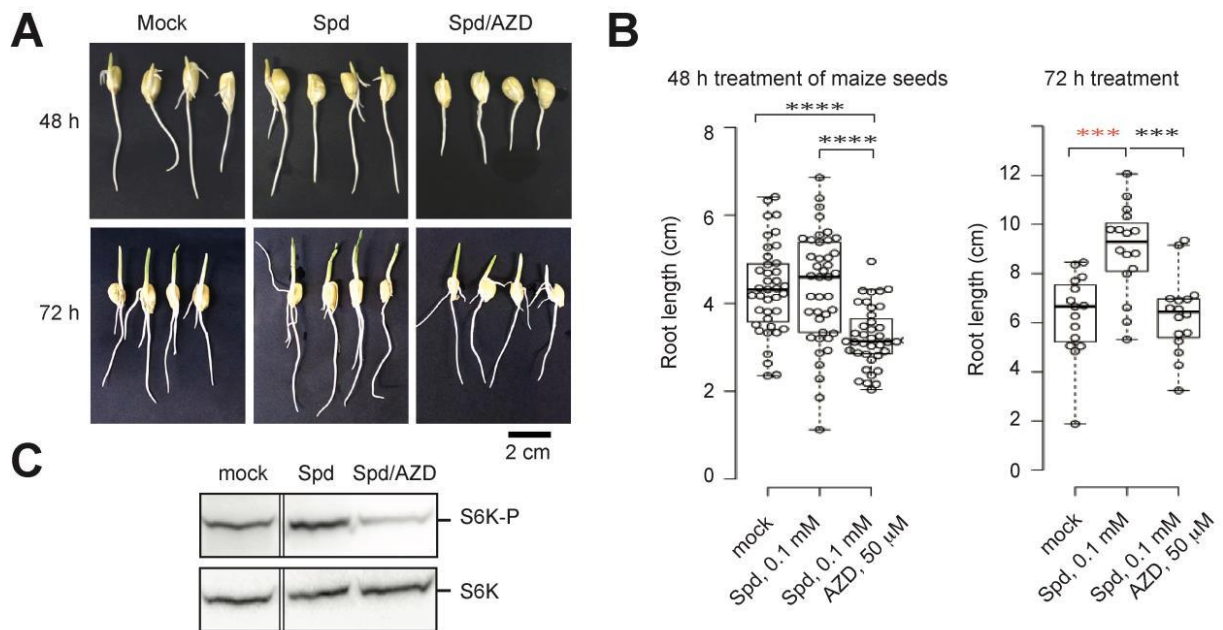 A
Mock Spd Spd/AZD
48 h
72 h
2 cm
B
48 h treatment of maize seeds
****
****
Root length (cm)
8
6
4
2
0
mock
Spd, 0.1 mM
Spd, 0.1 mM
AZD, 50 µM
72 h treatment
*** ***
Root length (cm)
12
10
8
6
4
2
0
mock
Spd, 0.1 mM
Spd, 0.1 mM
AZD, 50 µM
C
mock Spd Spd/AZD
S6K-P
S6K